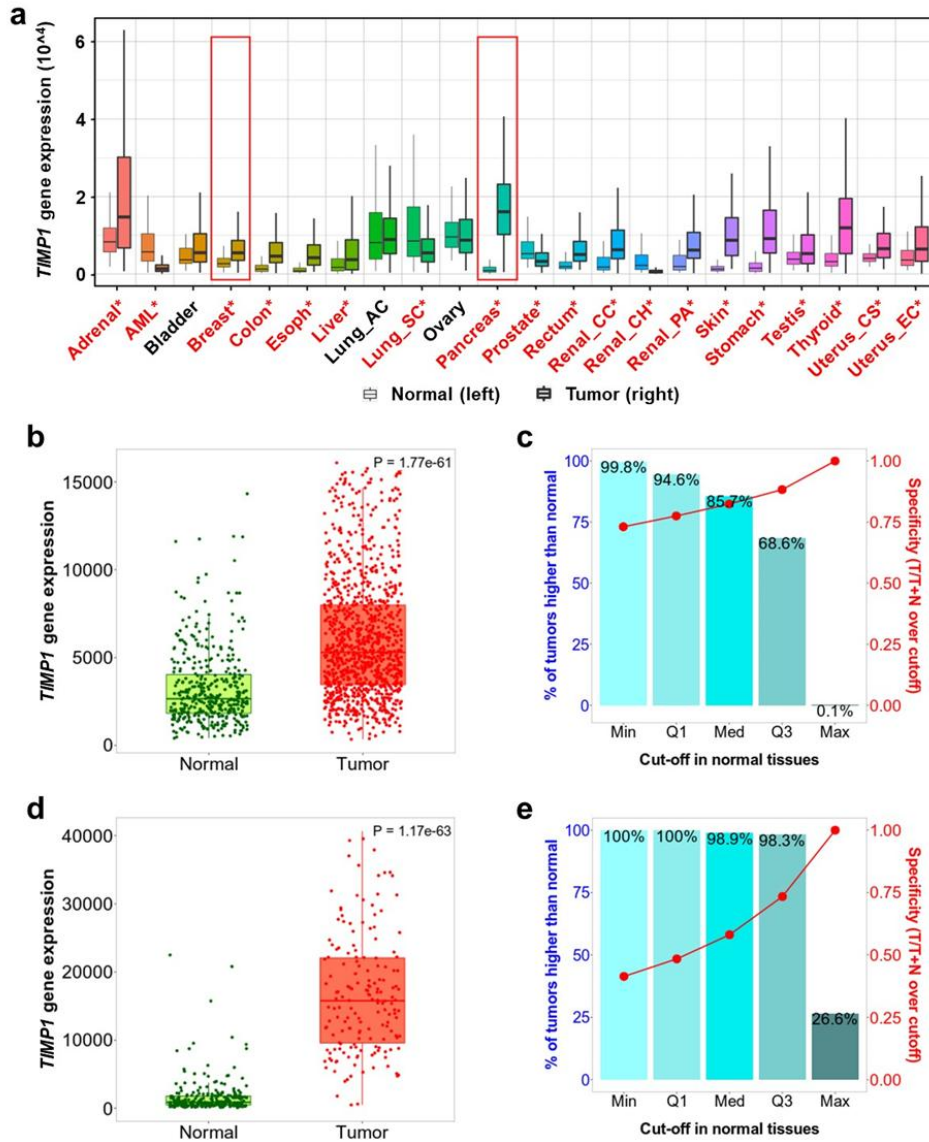 a
TIMP1 gene expression (10^4)
6
4
2
0
Adrenal*
AML*
Bladder
Breast*
Colon*
Esoph*
Liver*
Lung_AC
Lung_SC*
Ovary
Pancreas*
Prostate*
Rectum*
Renal_CC*
Renal_CH*
Renal_PA*
Skin*
Stomach*
Testis*
Thyroid*
Uterus_CS*
Uterus_EC*
Normal (left)
Tumor (right)
b
TIMP1 gene expression
15000
10000
5000
0
P = 1.77e-61
Normal
Tumor
c
% of tumors higher than normal
100
75
50
25
0
99.8%
94.6%
85.7%
68.6%
0.1%
1.00
0.75
0.50
0.25
0.00
Specificity (T/T+N over cutoff)
Min
Q1
Med
Q3
Max
Cut-off in normal tissues
d
TIMP1 gene expression
40000
30000
20000
10000
0
P = 1.17e-63
Normal
Tumor
e
% of tumors higher than normal
100
75
50
25
0
100%
100%
98.9%
98.3%
26.6%
1.00
0.75
0.50
0.25
0.00
Specificity (T/T+N over cutoff)
Min
Q1
Med
Q3
Max
Cut-off in normal tissues